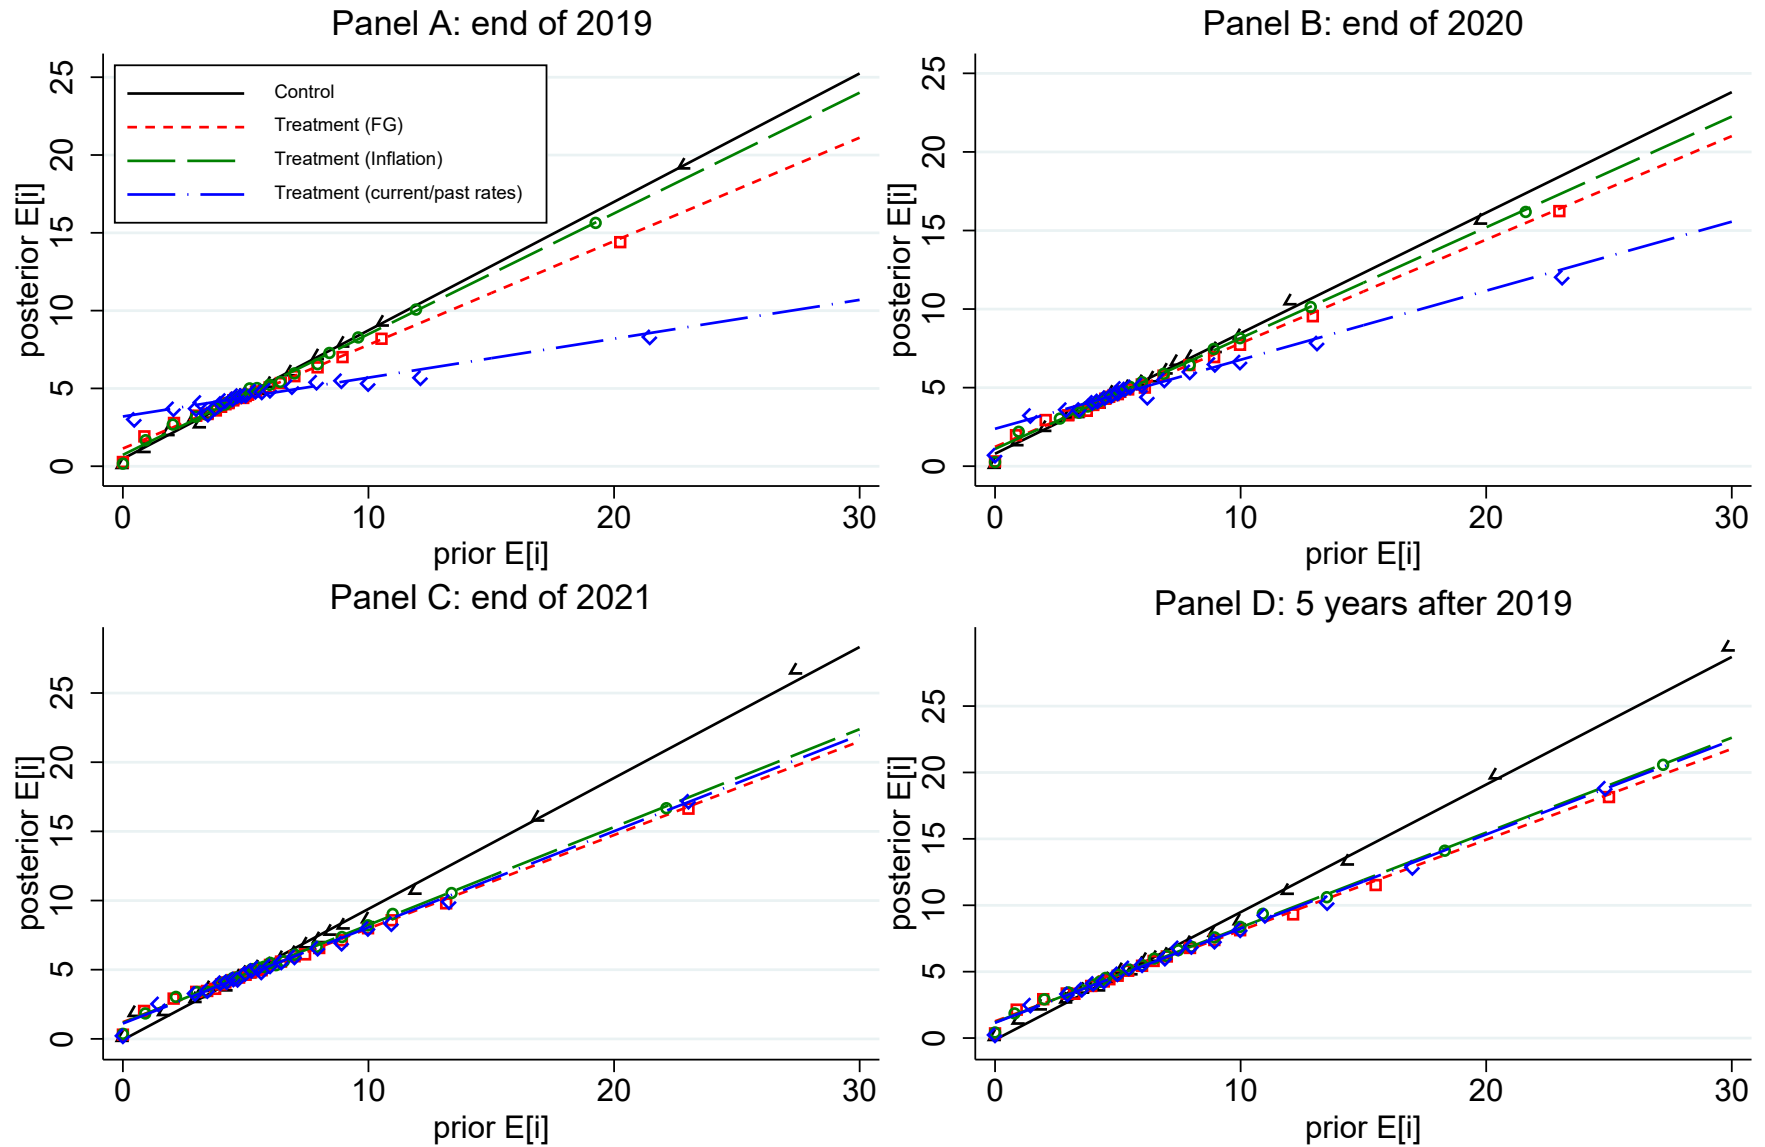 Panel A: end of 2019
posterior E[i]
25
20
15
10
5
0
Control
Treatment (FG)
Treatment (Inflation)
Treatment (current/past rates)
0 10 20 30
prior E[i]
Panel B: end of 2020
posterior E[i]
25
20
15
10
5
0
0 10 20 30
prior E[i]
Panel C: end of 2021
posterior E[i]
25
20
15
10
5
0
0 10 20 30
prior E[i]
Panel D: 5 years after 2019
posterior E[i]
25
20
15
10
5
0
0 10 20 30
prior E[i]